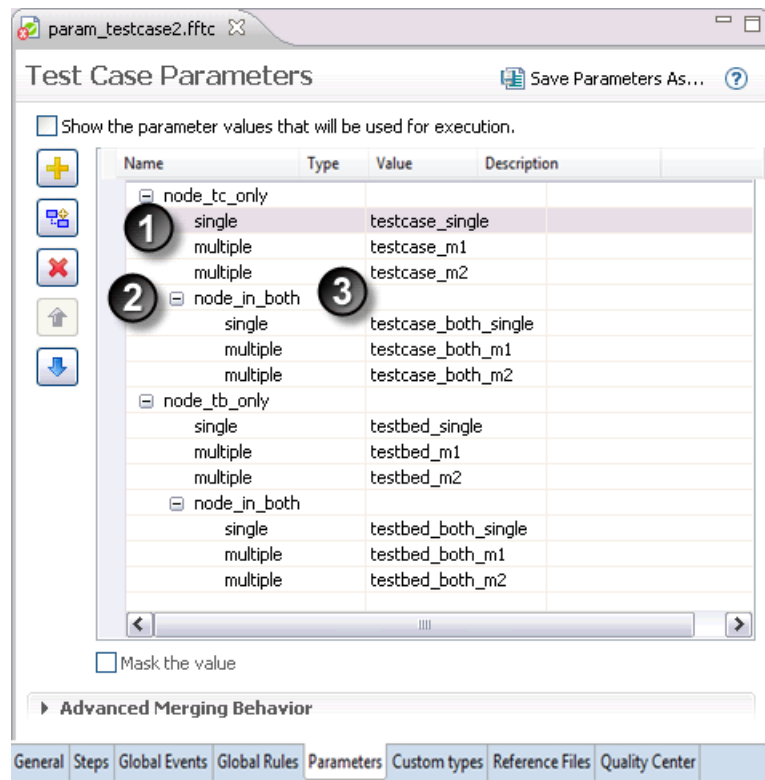 param_testcase2.fftc
Test Case Parameters
Save Parameters As... ?
Show the parameter values that will be used for execution.
Name Type Value Description
node_tc_only
1 single testcase_single
multiple testcase_m1
multiple testcase_m2
2 node_in_both 3
single testcase_both_single
multiple testcase_both_m1
multiple testcase_both_m2
node_tb_only
single testbed_single
multiple testbed_m1
multiple testbed_m2
node_in_both
single testbed_both_single
multiple testbed_both_m1
multiple testbed_both_m2
Mask the value
Advanced Merging Behavior
General Steps Global Events Global Rules Parameters Custom types Reference Files Quality Center